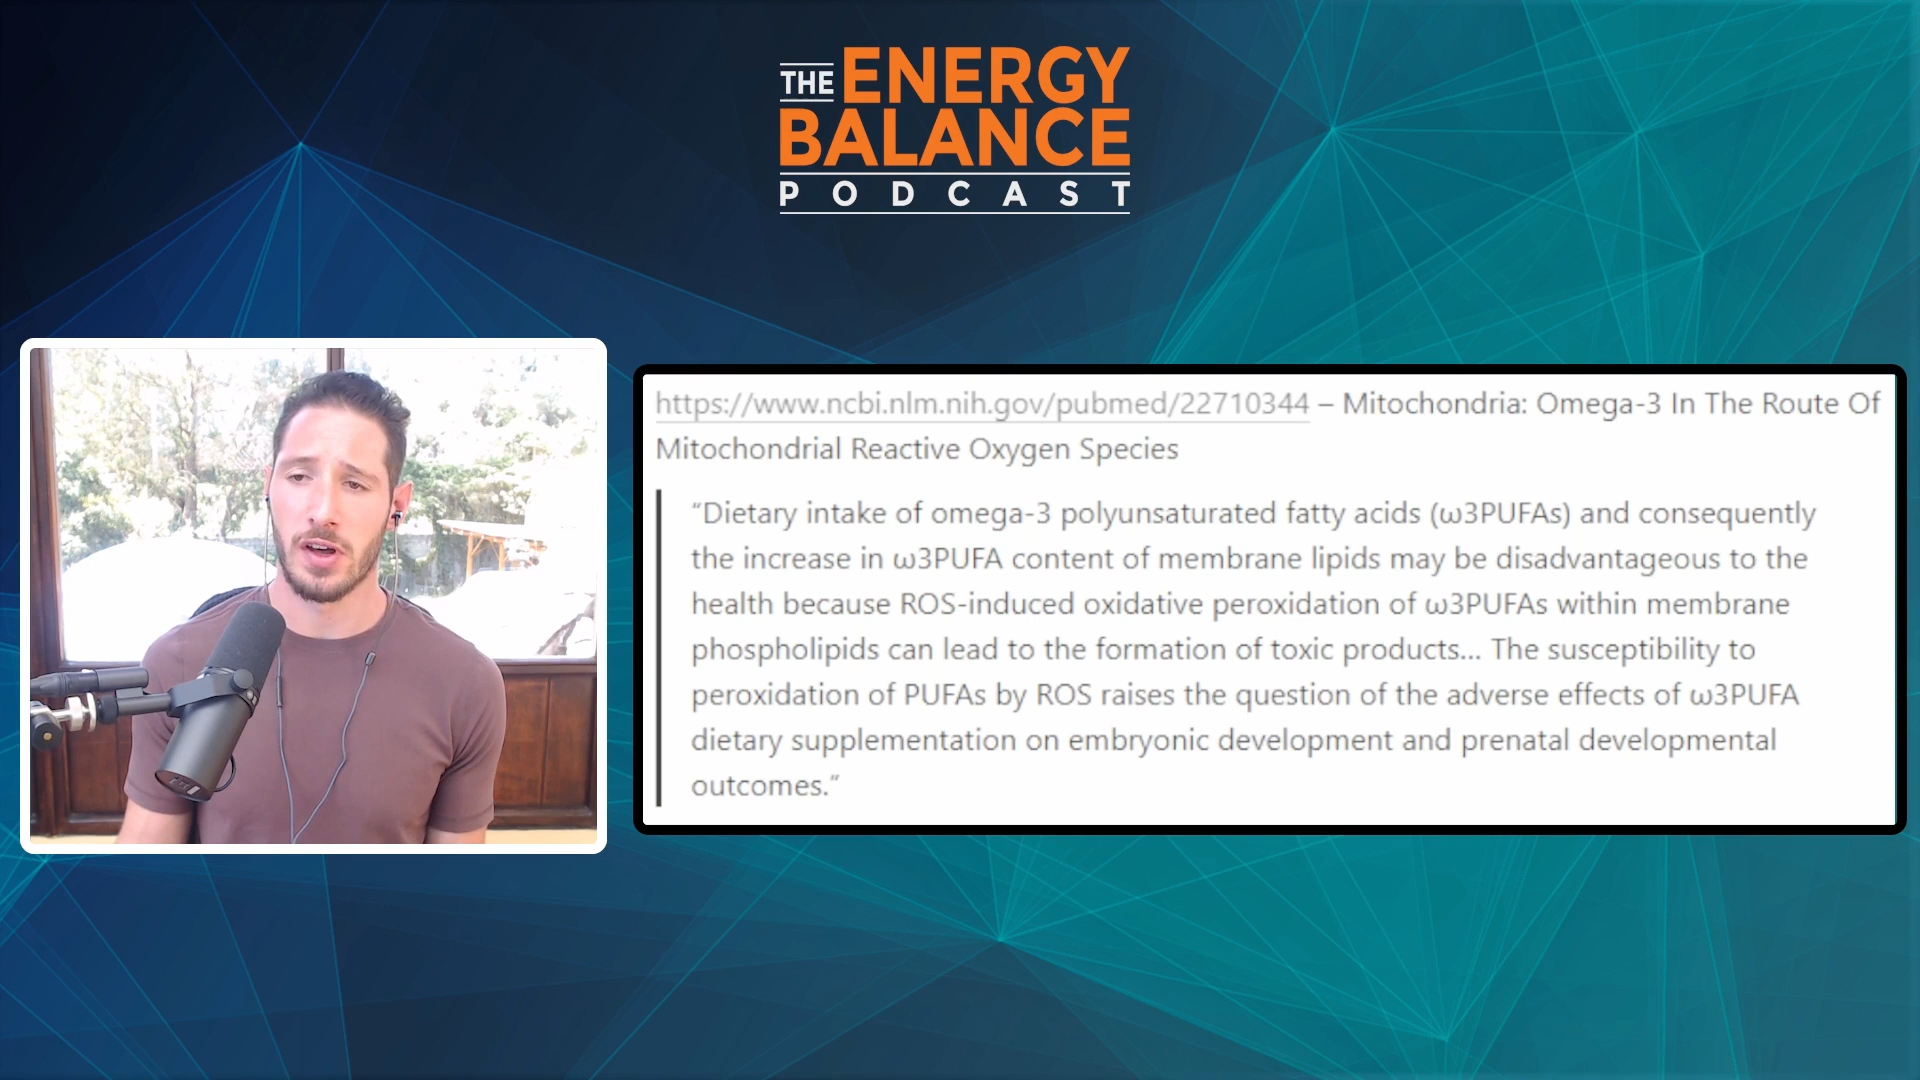 THE ENERGY
BALANCE
PODCAST
https://www.ncbi.nlm.nih.gov/pubmed/22710344 – Mitochondria: Omega-3 In The Route Of
Mitochondrial Reactive Oxygen Species
“Dietary intake of omega-3 polyunsaturated fatty acids (ω3PUFAs) and consequently
the increase in ω3PUFA content of membrane lipids may be disadvantageous to the
health because ROS-induced oxidative peroxidation of ω3PUFAs within membrane
phospholipids can lead to the formation of toxic products... The susceptibility to
peroxidation of PUFAs by ROS raises the question of the adverse effects of ω3PUFA
dietary supplementation on embryonic development and prenatal developmental
outcomes.”